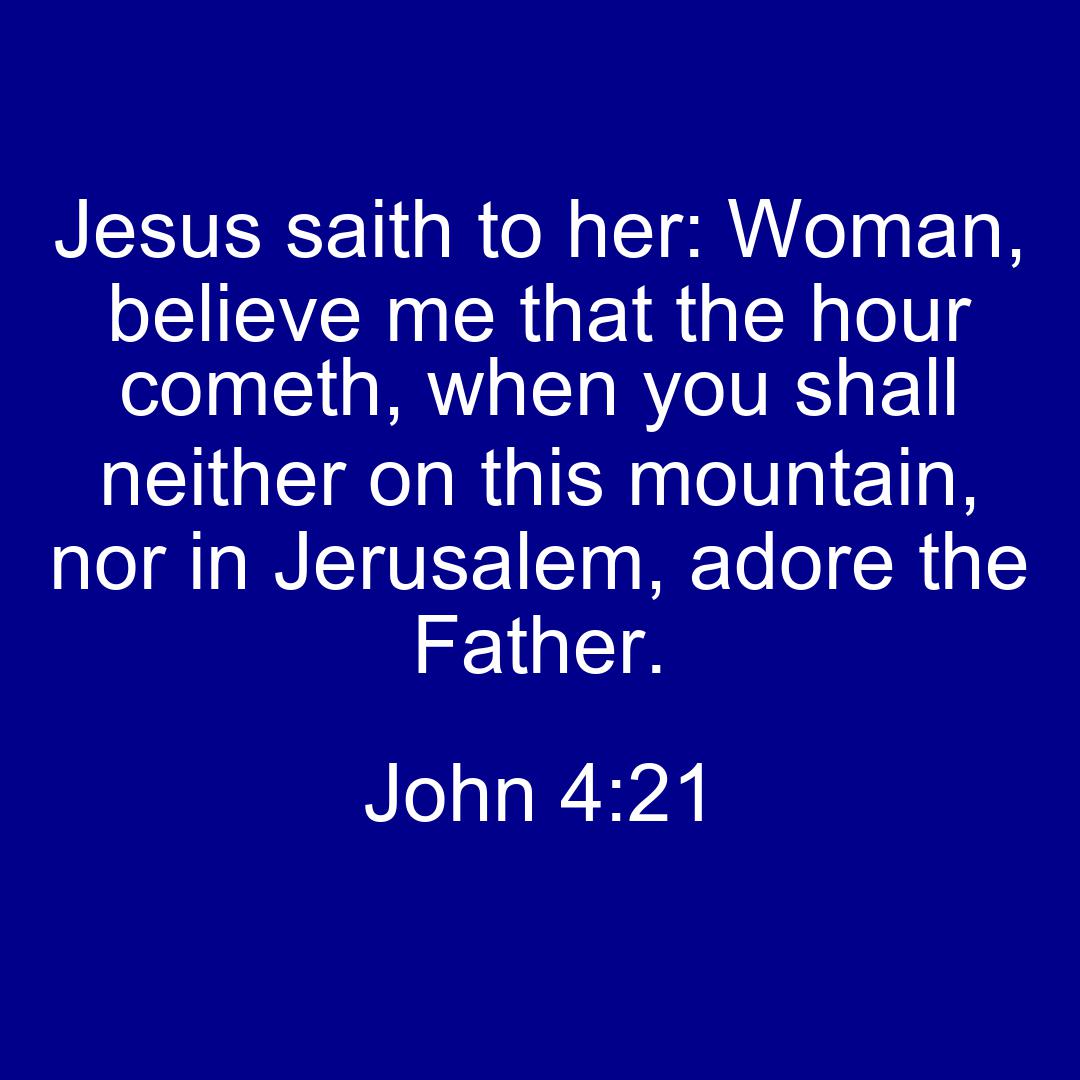 Jesus saith to her: Woman,
believe me that the hour
cometh, when you shall
neither on this mountain,
nor in Jerusalem, adore the
Father.
John 4:21